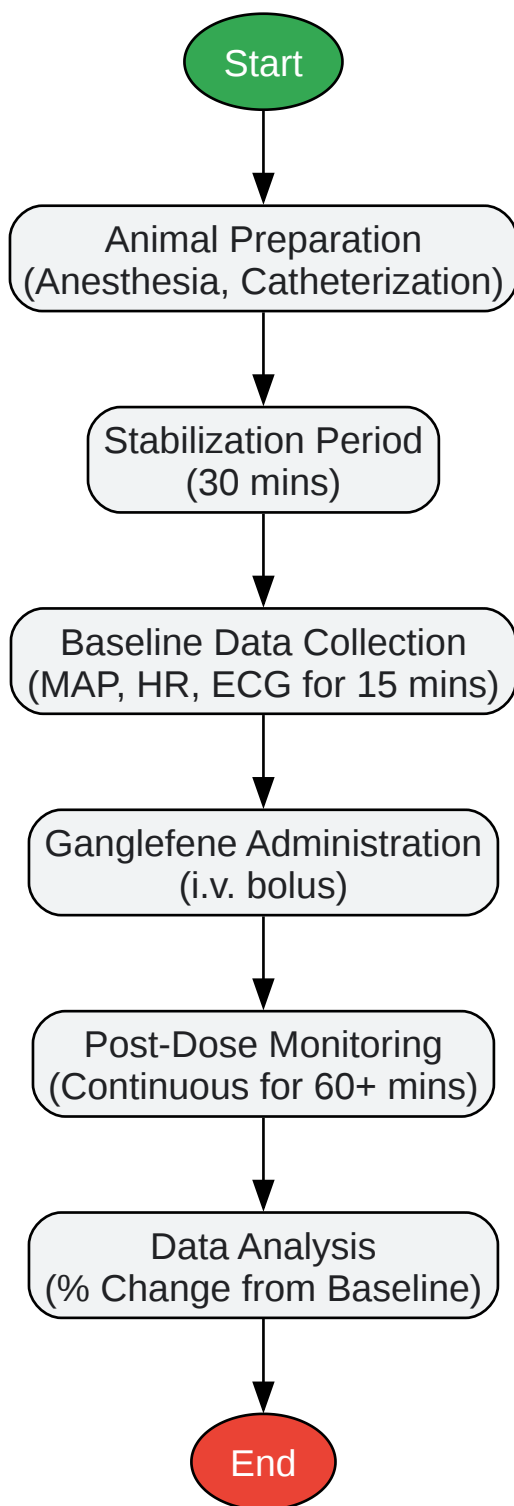 Start
Animal Preparation
(Anesthesia, Catheterization)
Stabilization Period
(30 mins)
Baseline Data Collection
(MAP, HR, ECG for 15 mins)
Ganglefene Administration
(i.v. bolus)
Post-Dose Monitoring
(Continuous for 60+ mins)
Data Analysis
(% Change from Baseline)
End